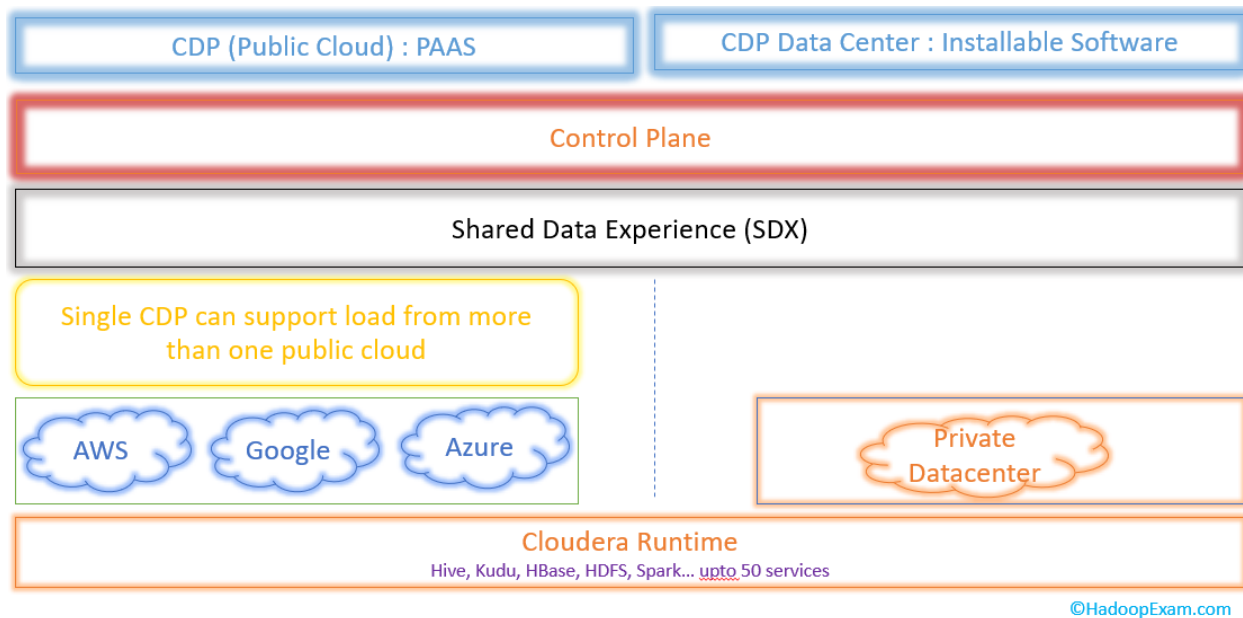 CDP (Public Cloud) : PAAS
CDP Data Center : Installable Software
Control Plane
Shared Data Experience (SDX)
Single CDP can support load from more
than one public cloud
AWS
Google
Azure
Private
Datacenter
Cloudera Runtime
Hive, Kudu, HBase, HDFS, Spark... upto 50 services
©HadoopExam.com